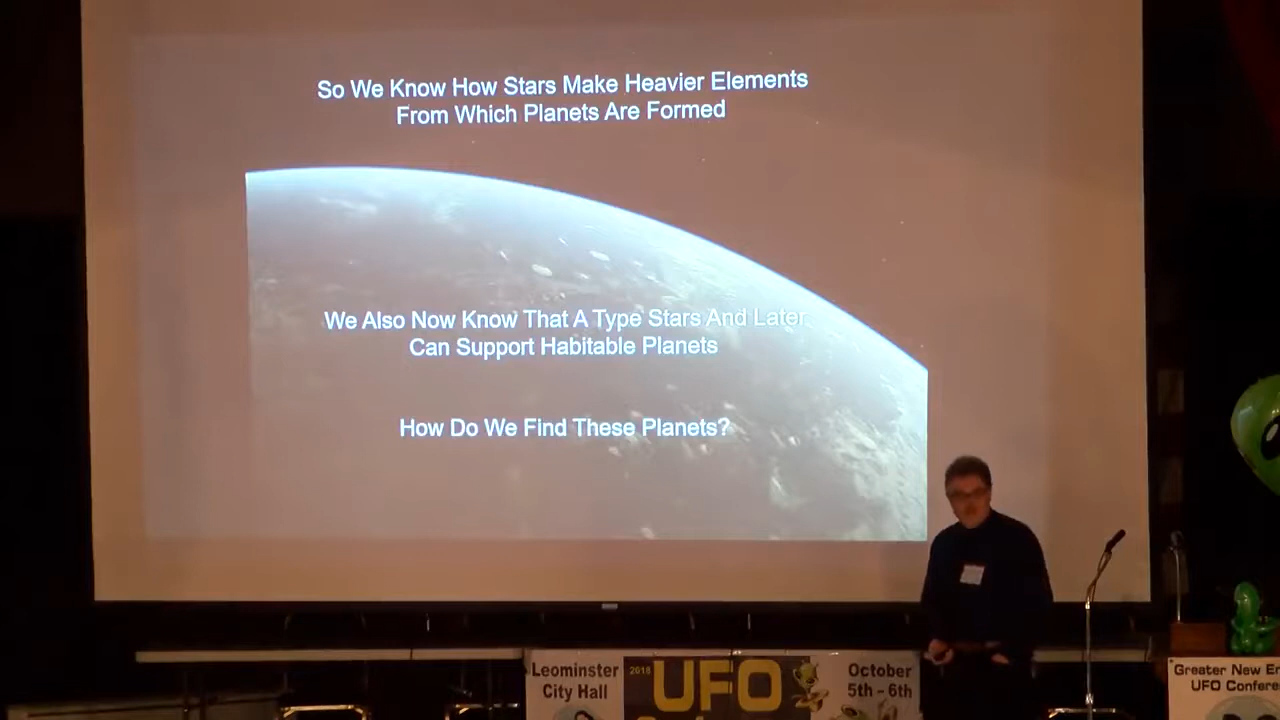 So We Know How Stars Make Heavier Elements
From Which Planets Are Formed
We Also Now Know That A Type Stars And Later
Can Support Habitable Planets
How Do We Find These Planets?
Leominster
City Hall
2018
UFO
October
5th - 6th
Greater New
UFO